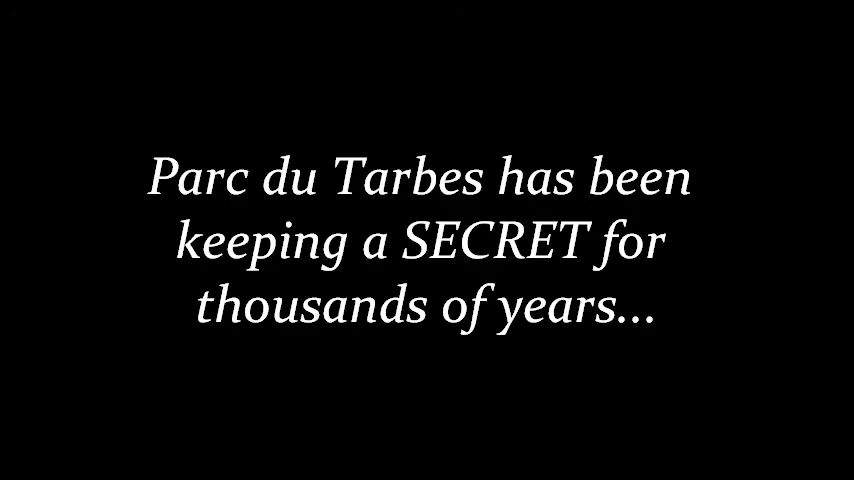 Parc du Tarbes has been
keeping a SECRET for
thousands of years...